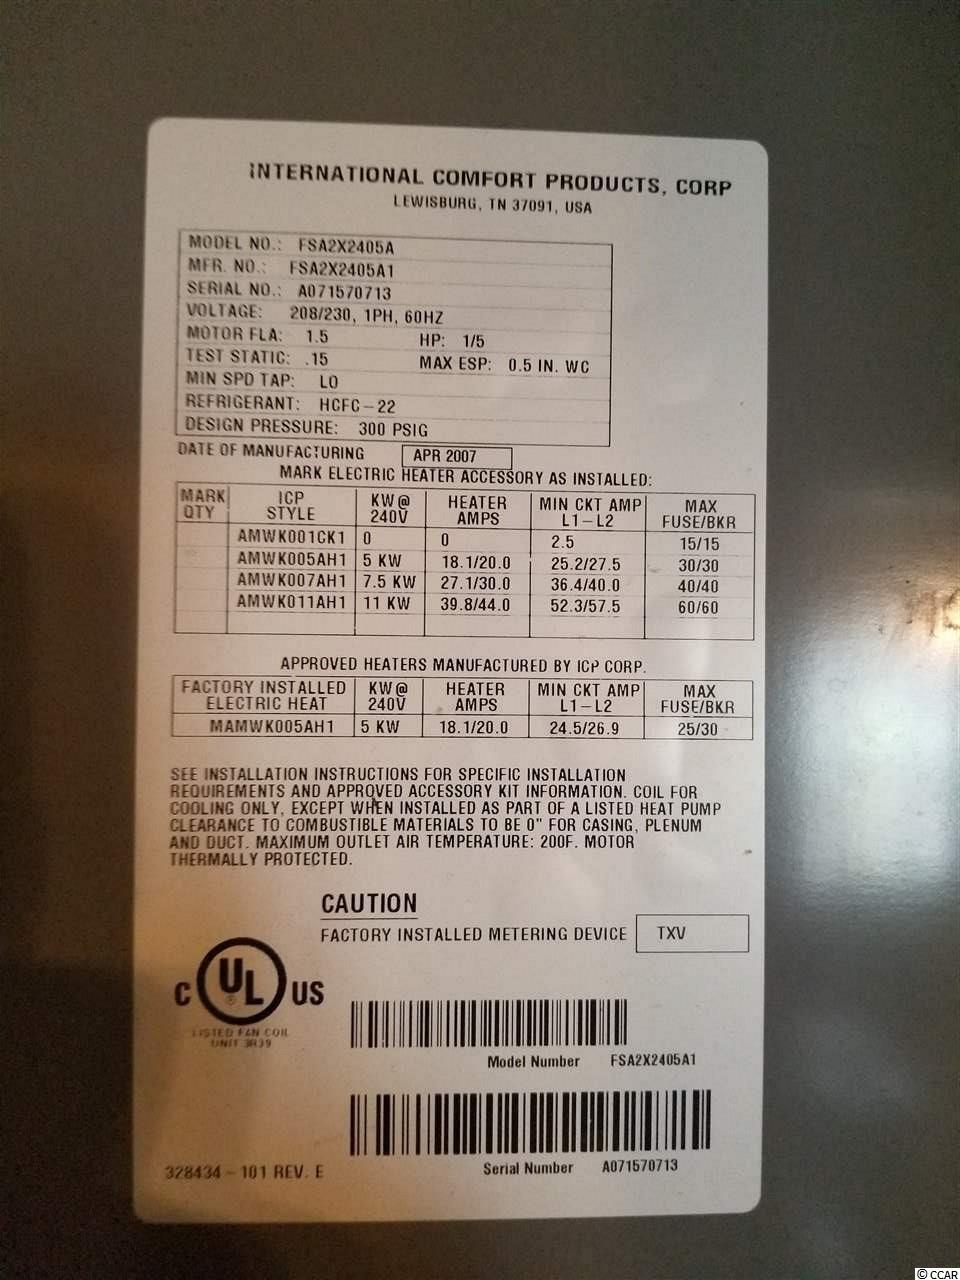 INTERNATIONAL COMFORT PRODUCTS, CORP
LEWISBURG, TN 37091, USA
MODEL NO.: FSA2X2405A
MFR. NO.: FSA2X2405A1
SERIAL NO.: A071570713
VOLTAGE: 208/230, 1PH, 60HZ
MOTOR FLA: 1.5 HP: 1/5
TEST STATIC: .15 MAX ESP: 0.5 IN. WC
MIN SPD TAP: LO
REFRIGERANT: HCFC-22
DESIGN PRESSURE: 300 PSIG
DATE OF MANUFACTURING APR 2007
MARK ELECTRIC HEATER ACCESSORY AS INSTALLED:
MARK ICP KW@ HEATER MIN CKT AMP MAX
QTY STYLE 240V AMPS L1-L2 FUSE/BKR
AMWK001CK1 0 0 2.5 15/15
AMWK005AH1 5 KW 18.1/20.0 25.2/27.5 30/30
AMWK007AH1 7.5 KW 27.1/30.0 36.4/40.0 40/40
AMWK011AH1 11 KW 39.8/44.0 52.3/57.5 60/60
APPROVED HEATERS MANUFACTURED BY ICP CORP.
FACTORY INSTALLED KW@ HEATER MIN CKT AMP MAX
ELECTRIC HEAT 240V AMPS L1-L2 FUSE/BKR
MAMWK005AH1 5 KW 18.1/20.0 24.5/26.9 25/30
SEE INSTALLATION INSTRUCTIONS FOR SPECIFIC INSTALLATION
REQUIREMENTS AND APPROVED ACCESSORY KIT INFORMATION. COIL FOR
COOLING ONLY, EXCEPT WHEN INSTALLED AS PART OF A LISTED HEAT PUMP
CLEARANCE TO COMBUSTIBLE MATERIALS TO BE 0" FOR CASING, PLENUM
AND DUCT. MAXIMUM OUTLET AIR TEMPERATURE: 200F. MOTOR
THERMALLY PROTECTED.
CAUTION
FACTORY INSTALLED METERING DEVICE TXV
C UL ® US
LISTED FAN COIL
UNIT 3R39
Model Number FSA2X2405A1
Serial Number A071570713
328434-101 REV. E
© CCAR